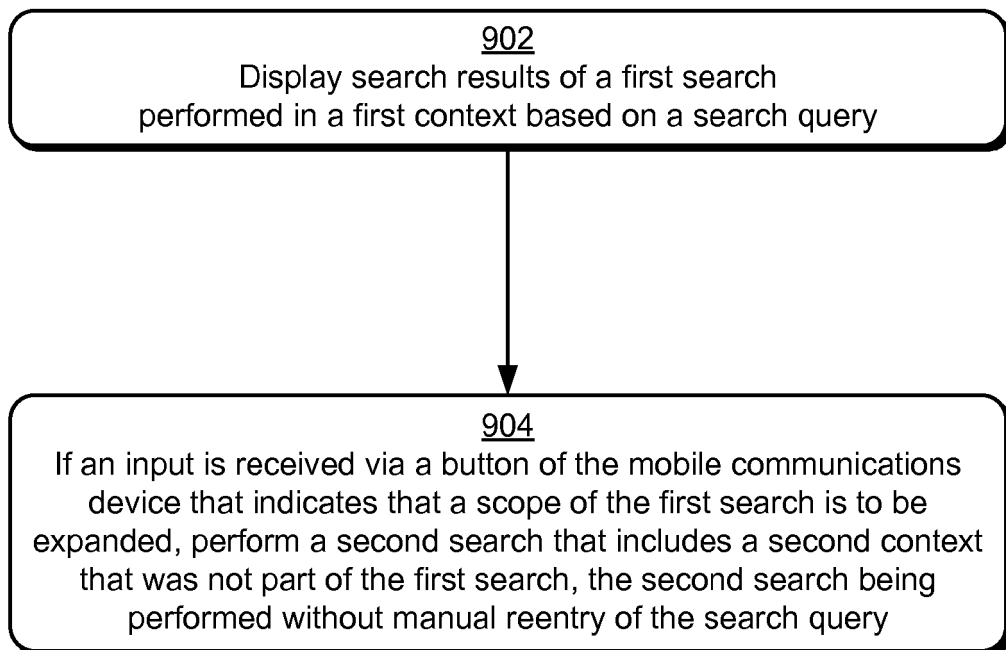 902
Display search results of a first search
performed in a first context based on a search query
904
If an input is received via a button of the mobile communications
device that indicates that a scope of the first search is to be
expanded, perform a second search that includes a second context
that was not part of the first search, the second search being
performed without manual reentry of the search query